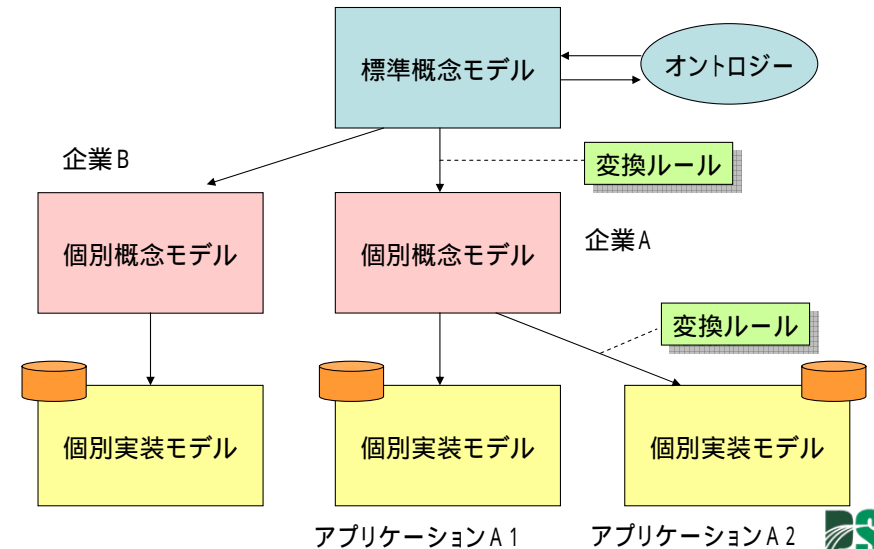 標準概念モデル
オントロジー
企業B
変換ルール
個別概念モデル
個別概念モデル
企業A
変換ルール
個別実装モデル
個別実装モデル
個別実装モデル
アプリケーションA1
アプリケーションA2